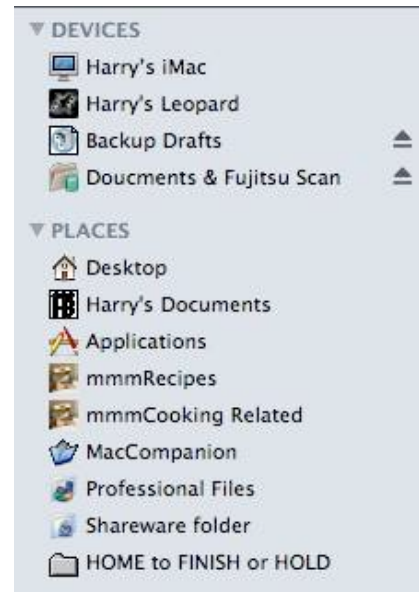 DEVICES
Harry's iMac
Harry's Leopard
Backup Drafts
Doucments & Fujitsu Scan
PLACES
Desktop
Harry's Documents
Applications
mmmRecipes
mmmCooking Related
MacCompanion
Professional Files
Shareware folder
HOME to FINISH or HOLD